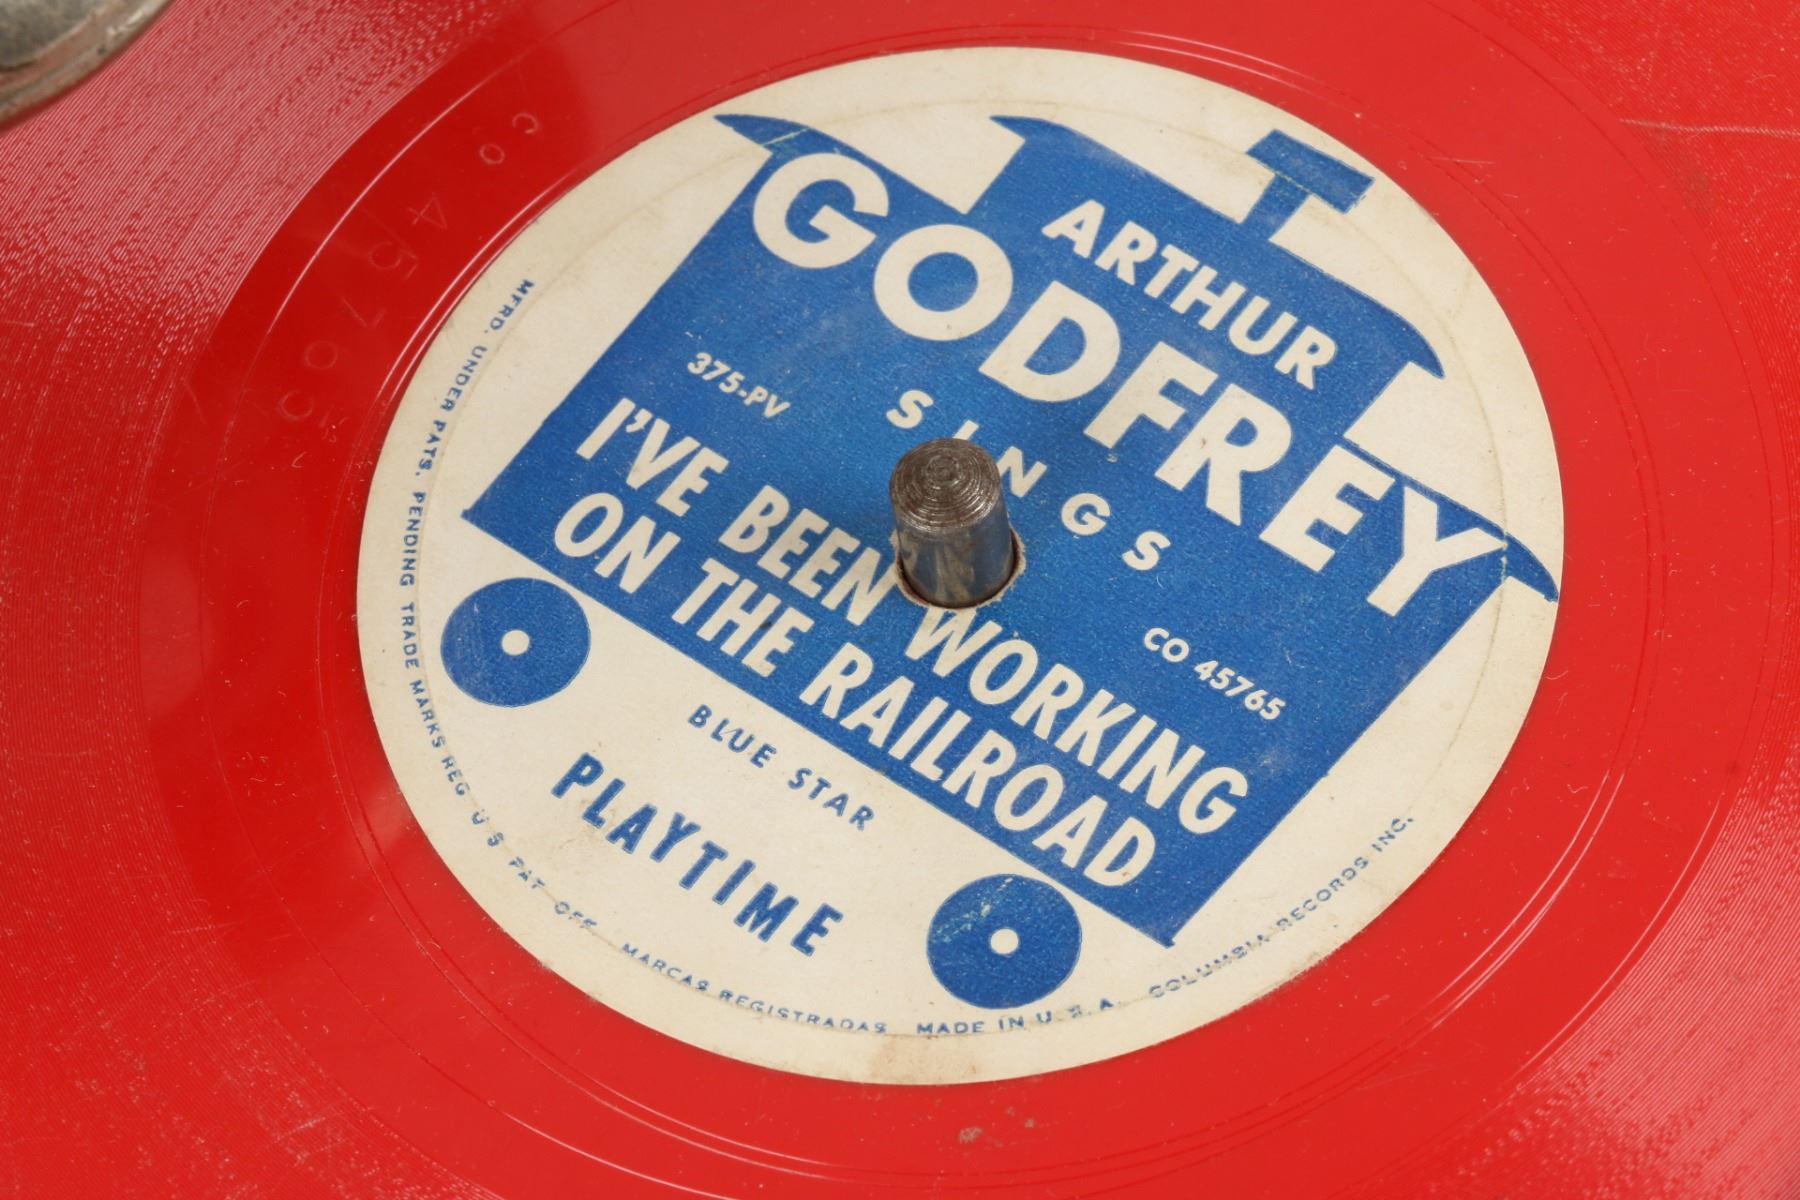 ARTHUR
GODFREY
SINGS
375-PV
CO 45765
I'VE BEEN WORKING
ON THE RAILROAD
BLUE STAR
PLAYTIME
MFRD. UNDER PATS. PENDING TRADE MARKS REG U S PAT OFF MARCAS REGISTRADAS MADE IN U.S.A. COLUMBIA RECORDS INC.
CO 45765